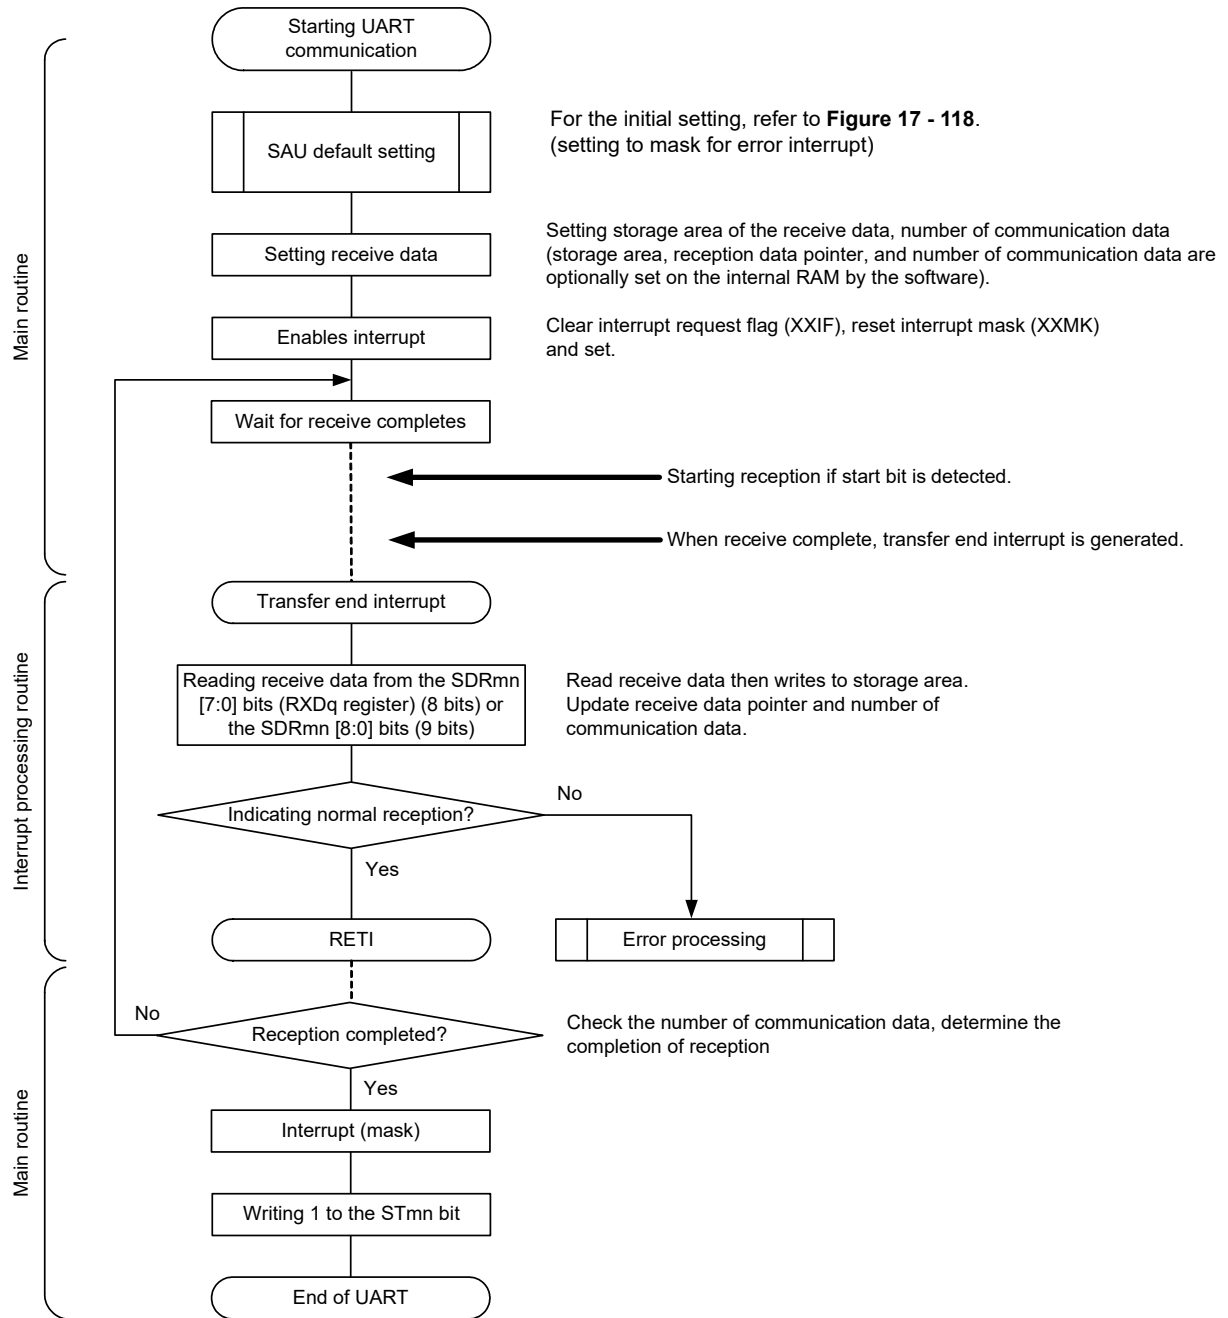 Starting UART
communication
SAU default setting
For the initial setting, refer to Figure 17 - 118.
(setting to mask for error interrupt)
Main routine
Setting receive data
Setting storage area of the receive data, number of communication data
(storage area, reception data pointer, and number of communication data are
optionally set on the internal RAM by the software).
Enables interrupt
Clear interrupt request flag (XXIF), reset interrupt mask (XXMK)
and set.
Wait for receive completes
Starting reception if start bit is detected.
When receive complete, transfer end interrupt is generated.
Interrupt processing routine
Transfer end interrupt
Reading receive data from the SDRmn
[7:0] bits (RXDq register) (8 bits) or
the SDRmn [8:0] bits (9 bits)
Read receive data then writes to storage area.
Update receive data pointer and number of
communication data.
Indicating normal reception?
No
Yes
RETI
Error processing
Main routine
No
Reception completed?
Check the number of communication data, determine the
completion of reception
Yes
Interrupt (mask)
Writing 1 to the STmn bit
End of UART